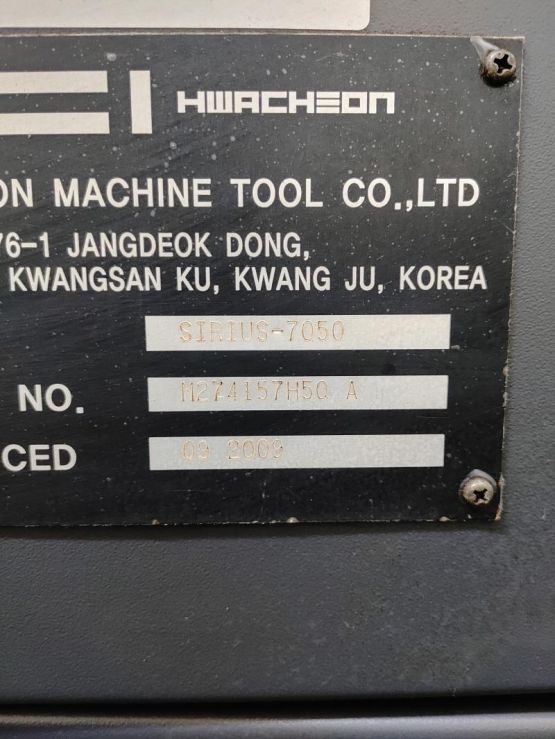 HWACHEON
ON MACHINE TOOL CO.,LTD
76-1 JANGDEOK DONG,
KWANGSAN KU, KWANG JU, KOREA
SIRIUS-7050
NO. M274157H5Q A
CED 09 2009